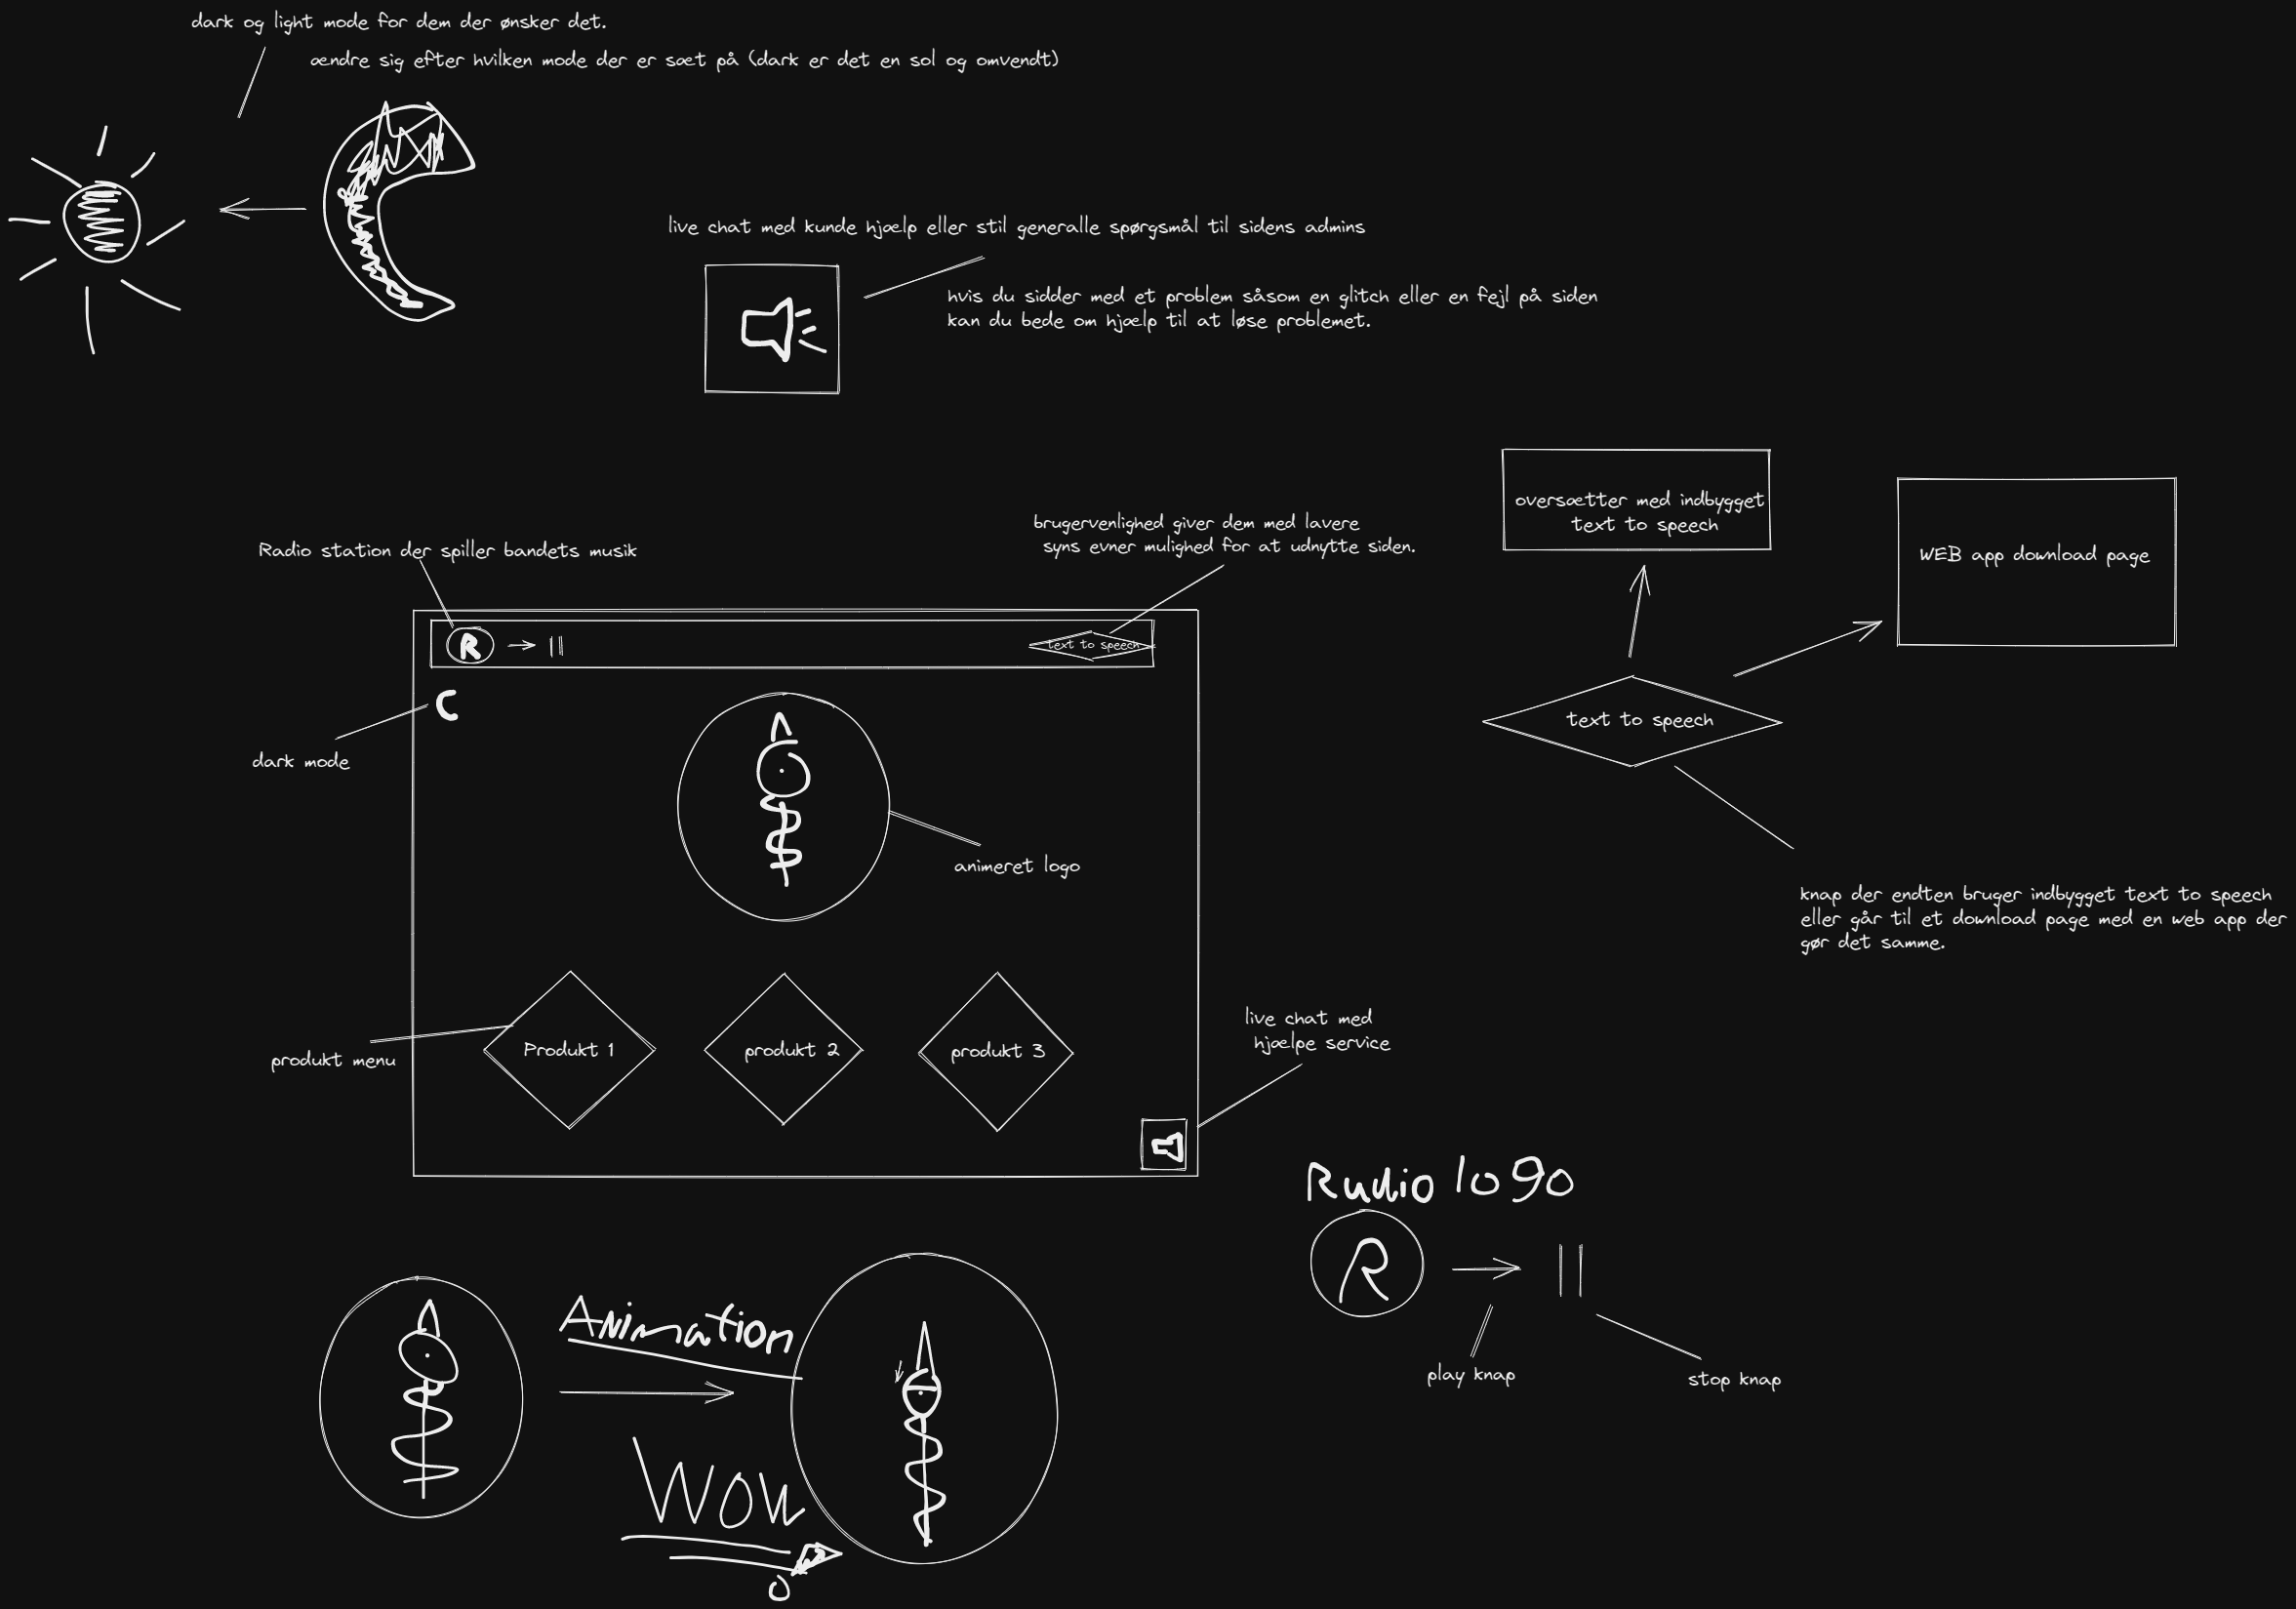 dark og light mode for dem der ønsker det.
ændre sig efter hvilken mode der er sæt på (dark er det en sol og omvendt)
live chat med kunde hjælp eller stil generalle spørgsmål til sidens admins
hvis du sidder med et problem såsom en glitch eller en fejl på siden
kan du bede om hjælp til at løse problemet.
oversætter med indbygget
text to speech
WEB app download page
brugervenlighed giver dem med lavere
syns evner mulighed for at udnytte siden.
Radio station der spiller bandets musik
R
text to speech
text to speech
dark mode
animeret logo
knap der endten bruger indbygget text to speech
eller går til et download page med en web app der
gør det samme.
produkt menu
Produkt 1
produkt 2
produkt 3
live chat med
hjælpe service
Radio logo
R
play knap
stop knap
Animation
WOW